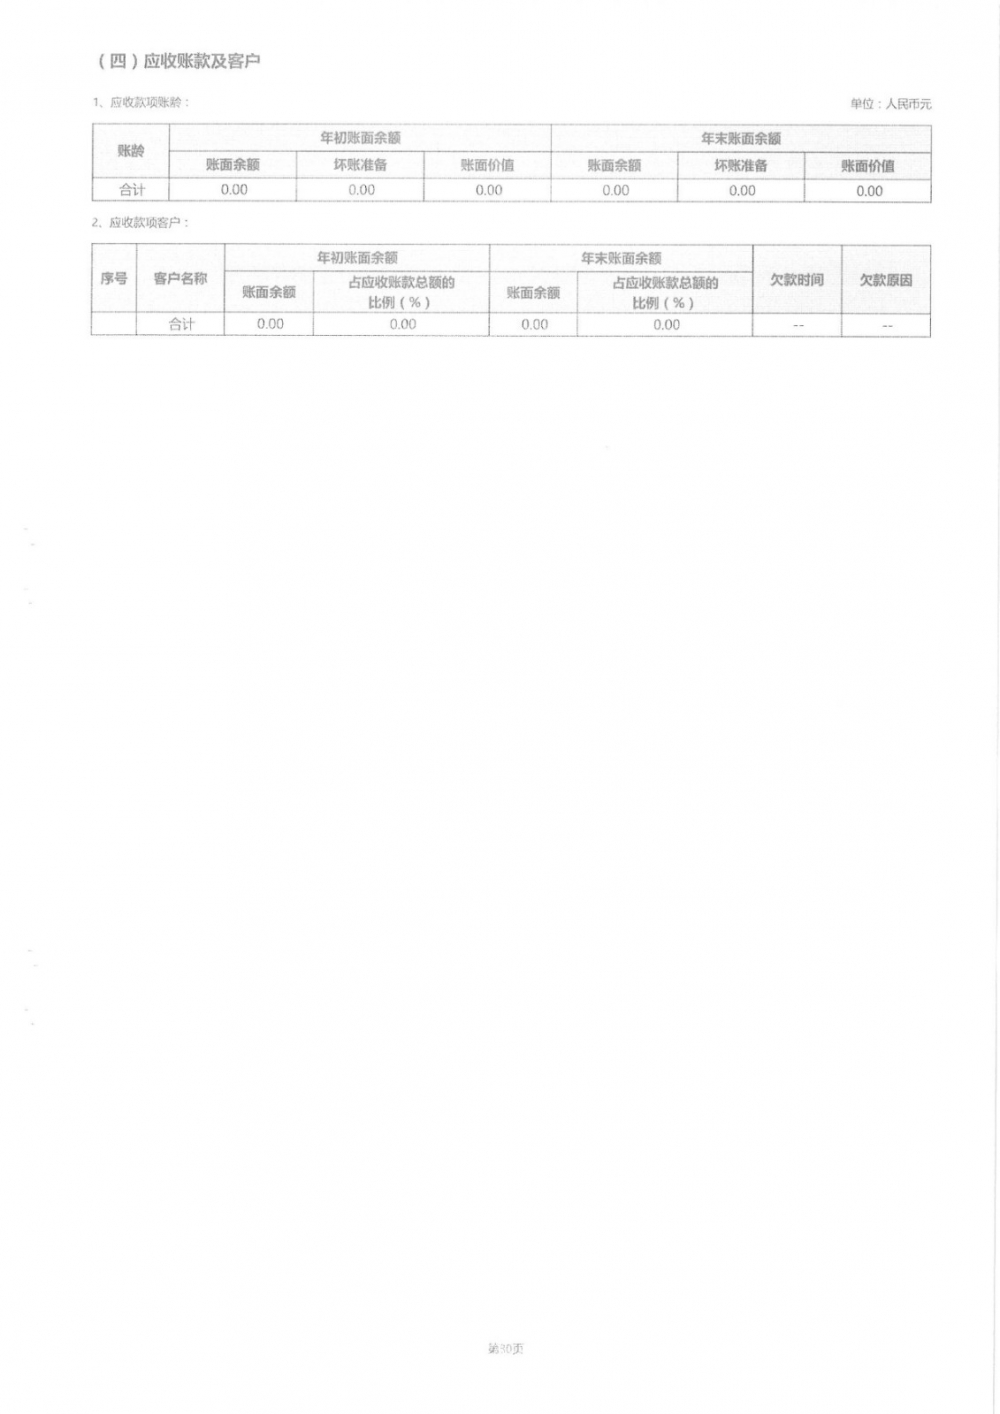 （四）应收账款及客户
1、应收款项账龄：
单位：人民币元
账龄 年初账面余额 年末账面余额
账面余额 坏账准备 账面价值 账面余额 坏账准备 账面价值
合计 0.00 0.00 0.00 0.00 0.00 0.00
2、应收款项客户：
序号 客户名称 年初账面余额 年末账面余额 欠款时间 欠款原因
账面余额 占应收账款总额的 账面余额 占应收账款总额的
比例（%） 比例（%）
合计 0.00 0.00 0.00 0.00 -- --
第30页